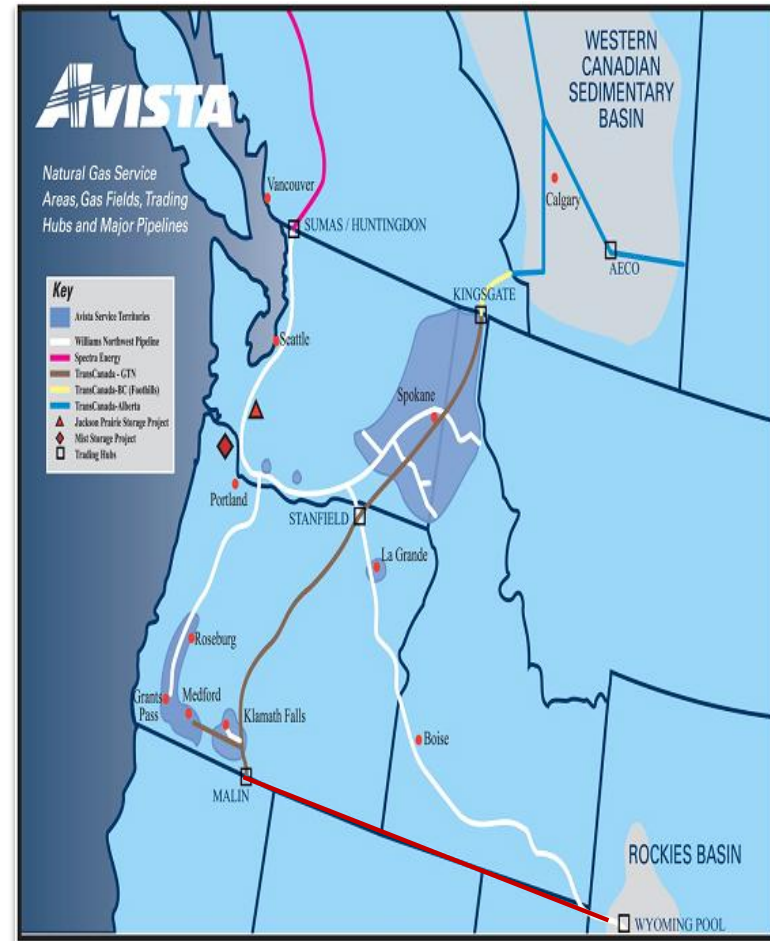 AVISTA
Natural Gas Service
Areas, Gas Fields, Trading
Hubs and Major Pipelines
WESTERN
CANADIAN
SEDIMENTARY
BASIN
Vancouver
SUMAS / HUNTINGDON
Calgary
AECO
KINGSGATE
Key
Avista Service Territories
Williams Northwest Pipeline
Spectra Energy
TransCanada - GTN
TransCanada-BC (Foothills)
TransCanada-Alberta
Jackson Prairie Storage Project
Mist Storage Project
Trading Hubs
Seattle
Spokane
Portland
STANFIELD
La Grande
Roseburg
Grants
Pass
Medford
Klamath Falls
Boise
MALIN
ROCKIES BASIN
WYOMING POOL